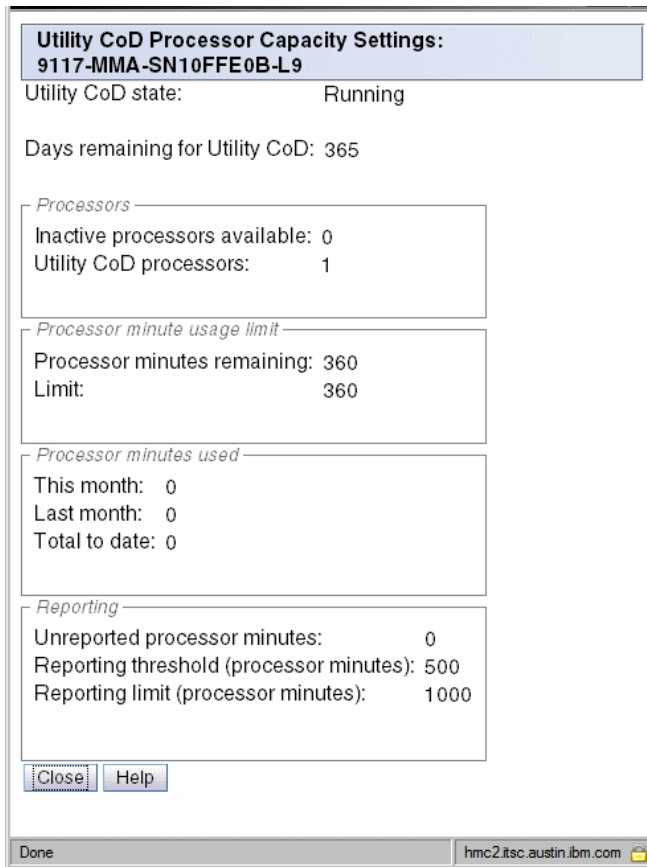 Utility CoD Processor Capacity Settings:
9117-MMA-SN10FFE0B-L9
Utility CoD state: Running
Days remaining for Utility CoD: 365
Processors
Inactive processors available: 0
Utility CoD processors: 1
Processor minute usage limit
Processor minutes remaining: 360
Limit: 360
Processor minutes used
This month: 0
Last month: 0
Total to date: 0
Reporting
Unreported processor minutes: 0
Reporting threshold (processor minutes): 500
Reporting limit (processor minutes): 1000
Close Help
Done hmc2.itsc.austin.ibm.com